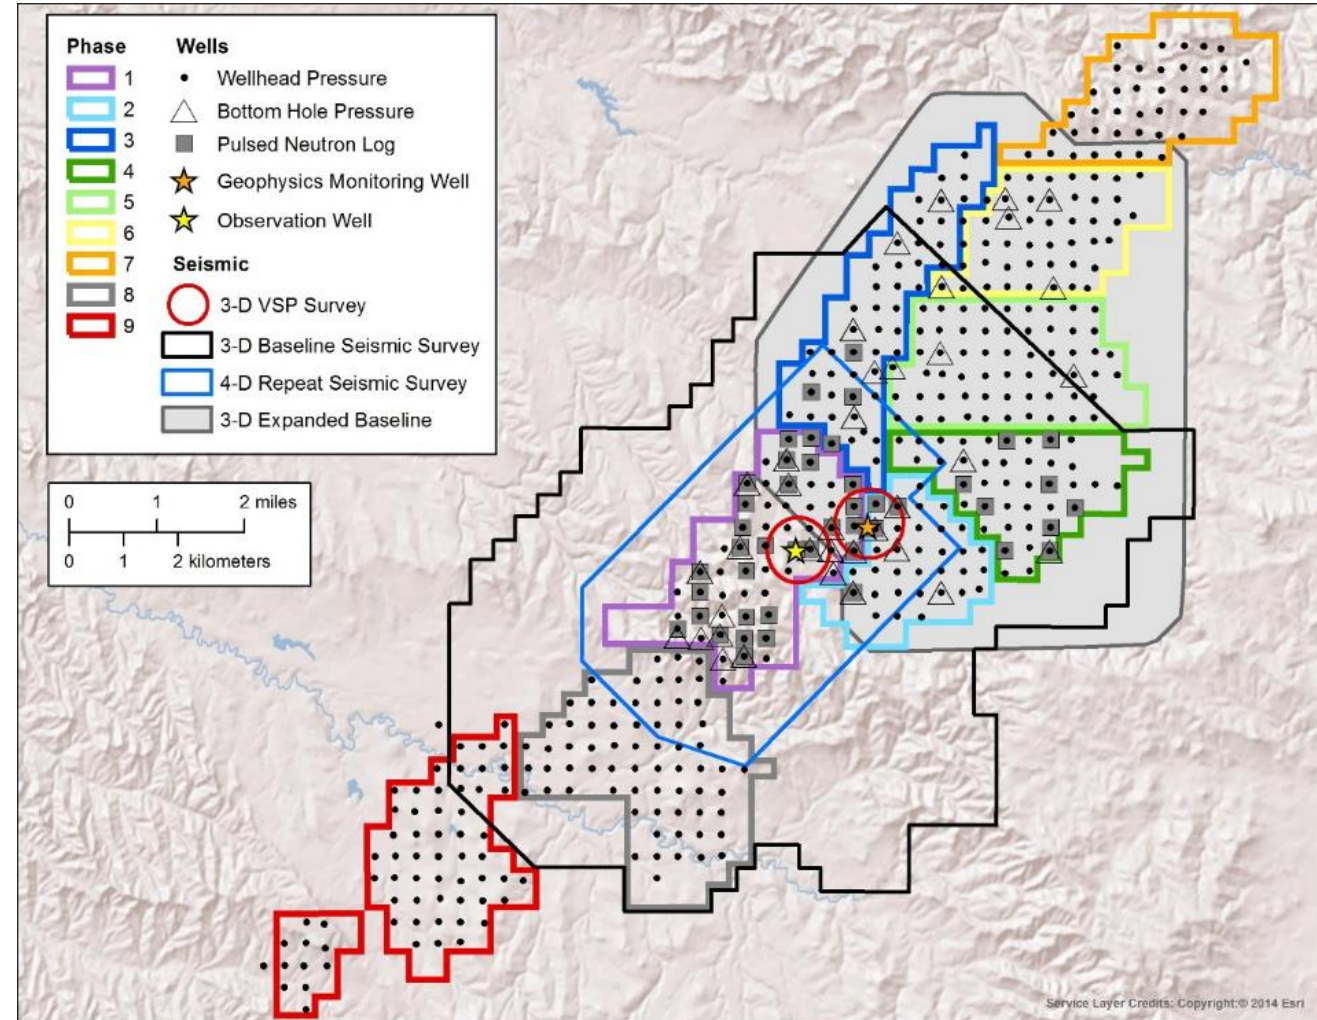 Phase
1
2
3
4
5
6
7
8
9
Wells
Wellhead Pressure
Bottom Hole Pressure
Pulsed Neutron Log
Geophysics Monitoring Well
Observation Well
Seismic
3-D VSP Survey
3-D Baseline Seismic Survey
4-D Repeat Seismic Survey
3-D Expanded Baseline
0 1 2 miles
0 1 2 kilometers
Service Layer Credits: Copyright:© 2014 Esri